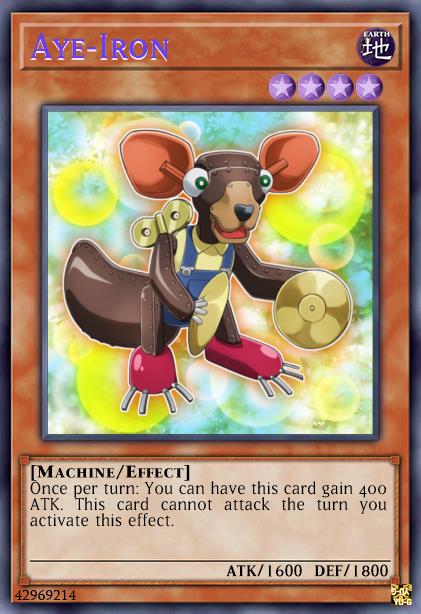 Aye-Iron
EARTH
地
[Machine/Effect]
Once per turn: You can have this card gain 400
ATK. This card cannot attack the turn you
activate this effect.
ATK/1600 DEF/1800
42969214